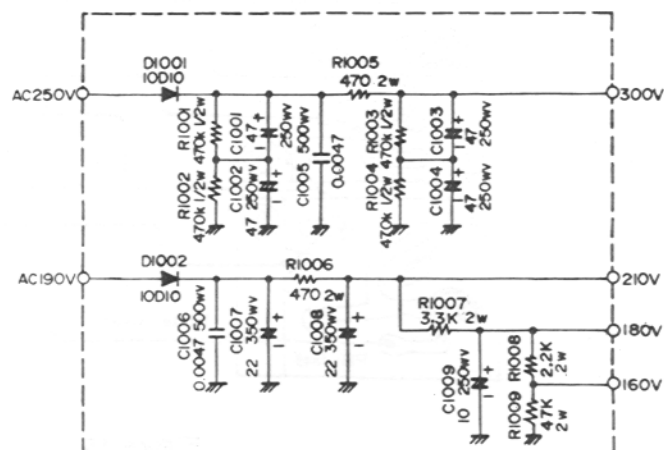 D1001
10D10
R1005
470 2w
AC250V
300V
R1001
470k 1/2w
C1001
47
250wv
+
-
R1002
470k 1/2w
C1002
47 250wv
+
-
C1005 500wv
0.0047
R1003
470k 1/2w
C1003
47
250wv
+
-
R1004
470k 1/2w
C1004
47
250wv
+
-
D1002
10D10
R1006
470 2w
AC190V
210V
C1006
0.0047 500wv
C1007
22 350wv
+
-
C1008
22 350wv
+
-
R1007
3.3K 2w
180V
C1009
10 250wv
+
-
R1008
2.2K
2w
160V
R1009
47K
2w